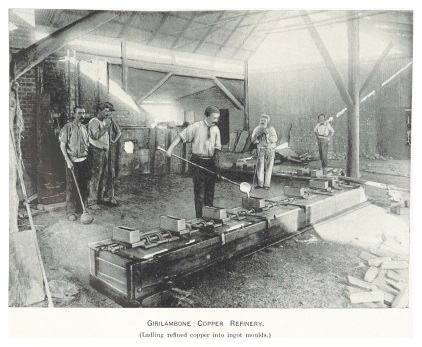 Girilambone Copper Refinery.
(Ladling refined copper into ingot moulds.)